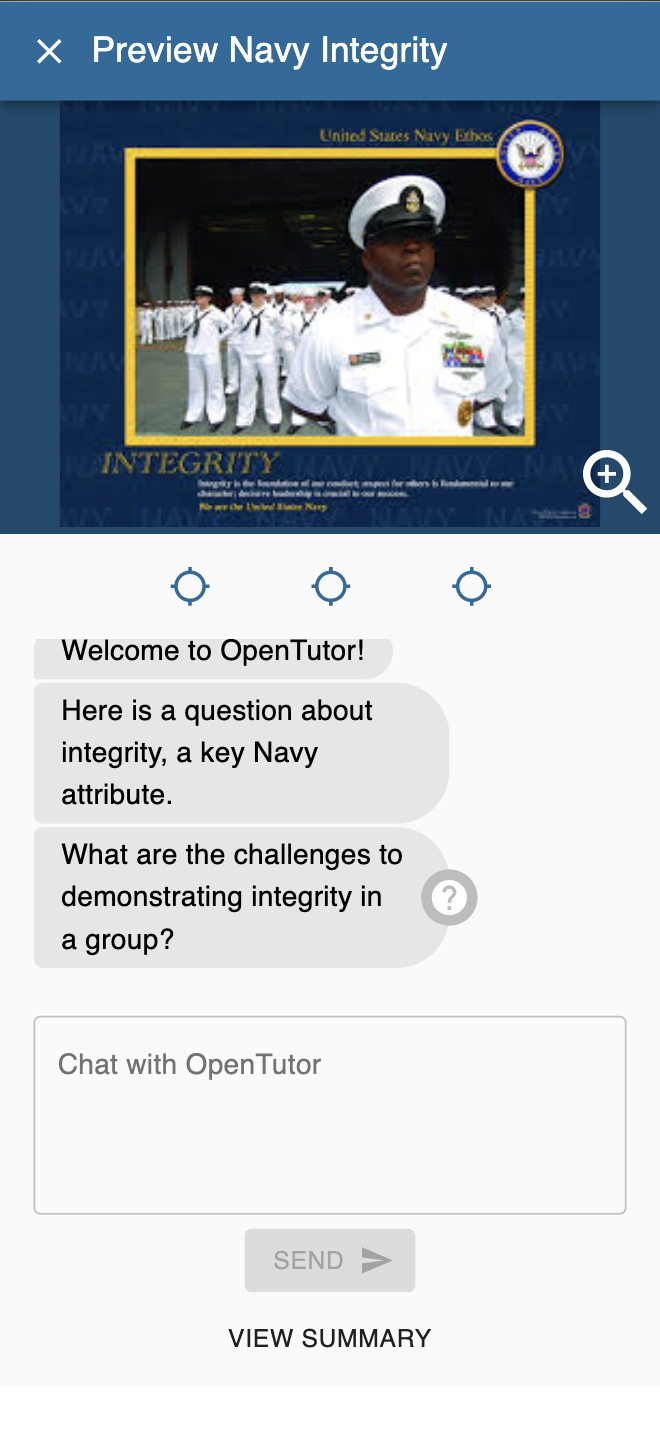 Preview Navy Integrity
United States Navy Ethos
INTEGRITY
Integrity is the foundation of our conduct; respect for others is fundamental to our
character; decisive leadership is crucial to our success.
We are the United States Navy
Welcome to OpenTutor!
Here is a question about
integrity, a key Navy
attribute.
What are the challenges to
demonstrating integrity in
a group?
?
Chat with OpenTutor
SEND
VIEW SUMMARY